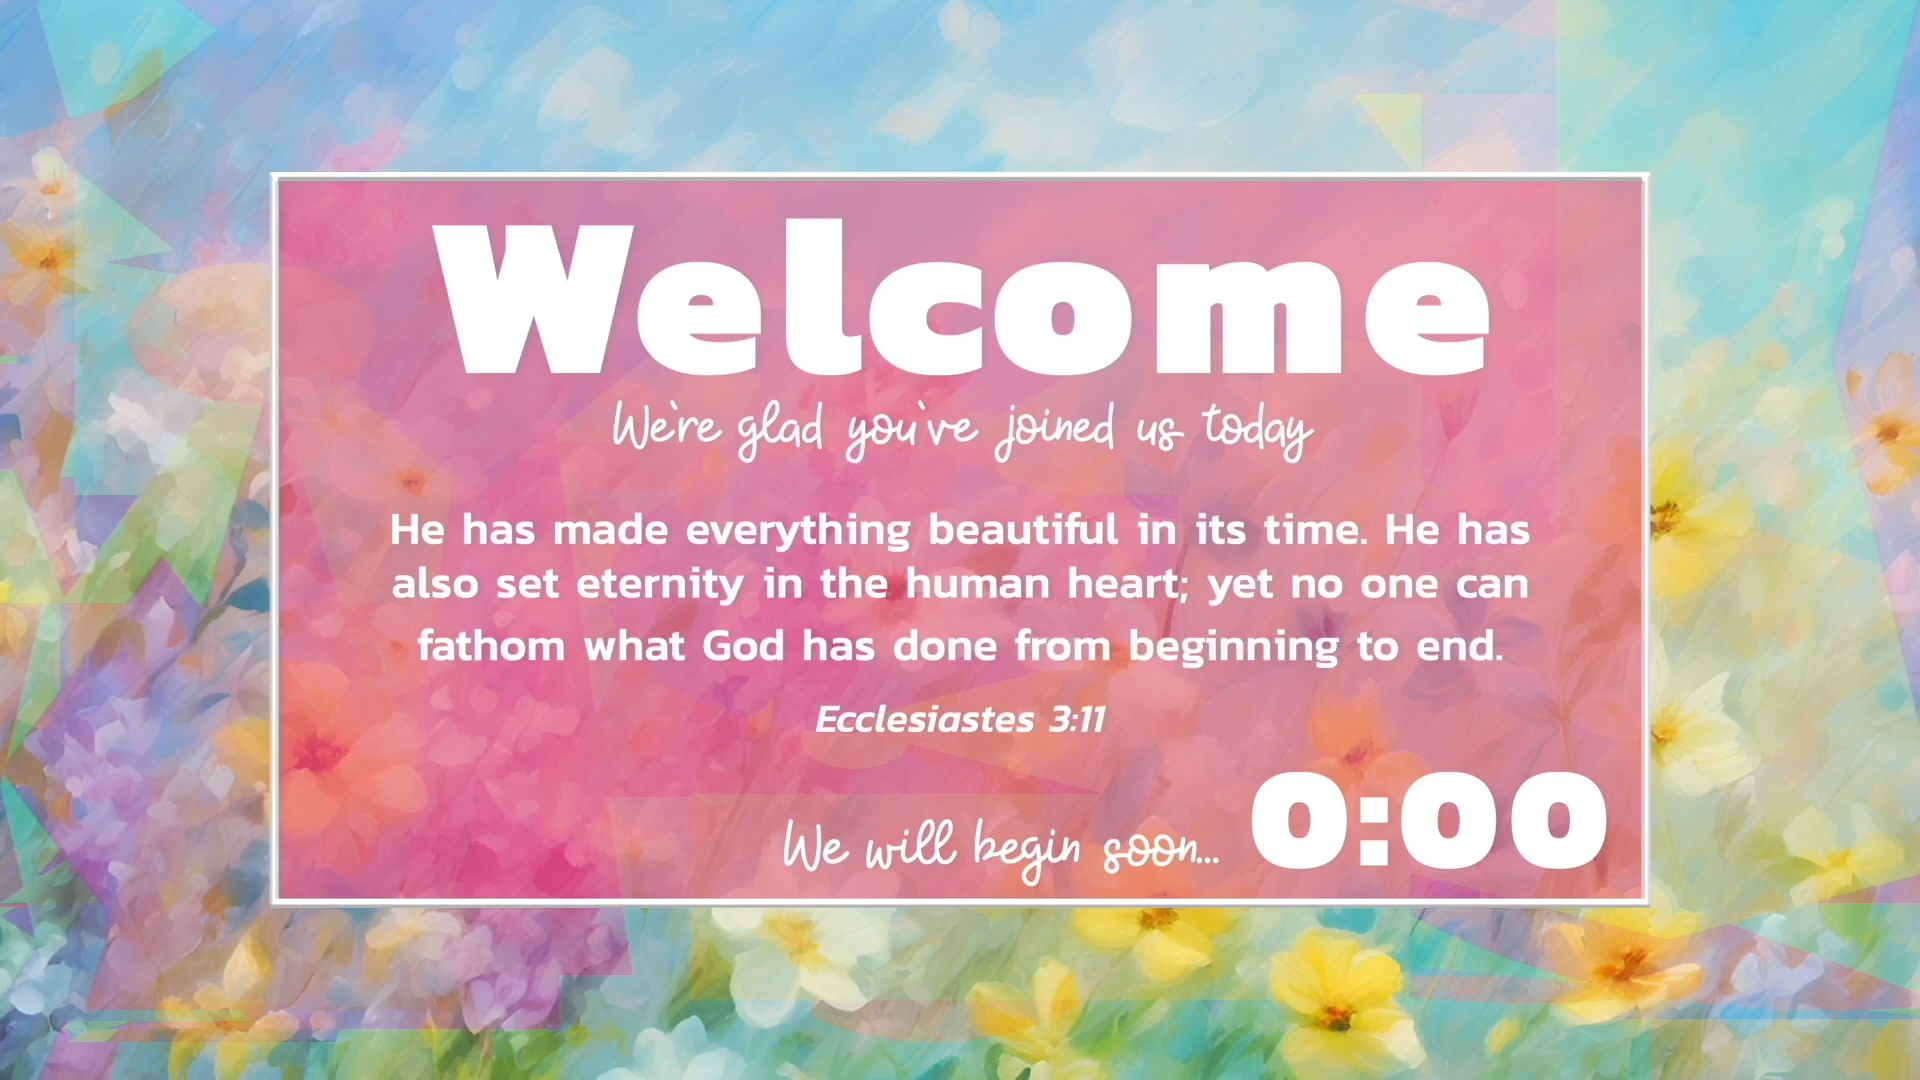 Welcome
We're glad you've joined us today
He has made everything beautiful in its time. He has
also set eternity in the human heart; yet no one can
fathom what God has done from beginning to end.
Ecclesiastes 3:11
We will begin soon... 0:00